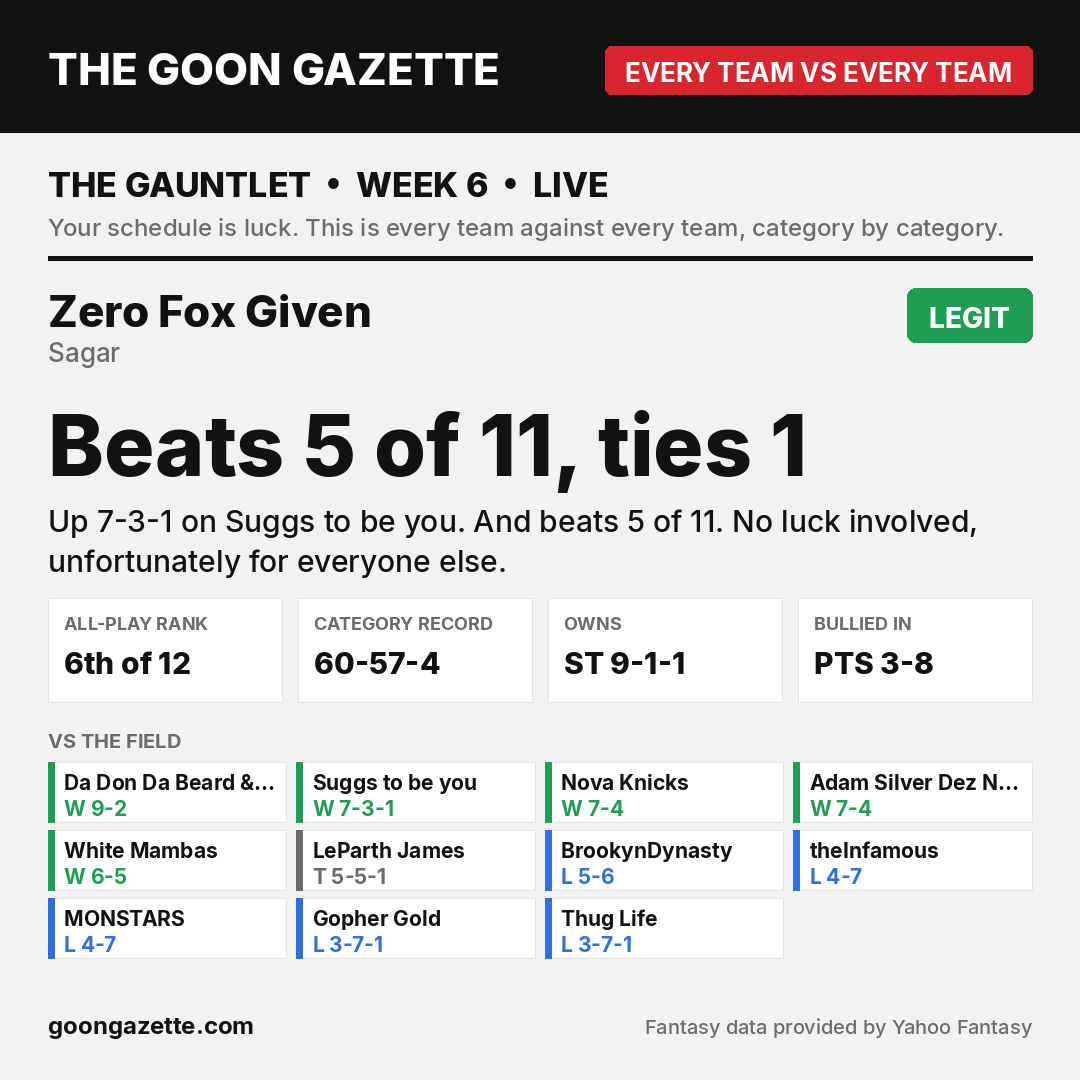 THE GOON GAZETTE
EVERY TEAM VS EVERY TEAM
THE GAUNTLET • WEEK 6 • LIVE
Your schedule is luck. This is every team against every team, category by category.
Zero Fox Given
LEGIT
Sagar
Beats 5 of 11, ties 1
Up 7-3-1 on Suggs to be you. And beats 5 of 11. No luck involved,
unfortunately for everyone else.
ALL-PLAY RANK
6th of 12
CATEGORY RECORD
60-57-4
OWNS
ST 9-1-1
BULLIED IN
PTS 3-8
VS THE FIELD
Da Don Da Beard &...
W 9-2
Suggs to be you
W 7-3-1
Nova Knicks
W 7-4
Adam Silver Dez N...
W 7-4
White Mambas
W 6-5
LeParth James
T 5-5-1
BrookynDynasty
L 5-6
theInfamous
L 4-7
MONSTARS
L 4-7
Gopher Gold
L 3-7-1
Thug Life
L 3-7-1
goongazette.com
Fantasy data provided by Yahoo Fantasy